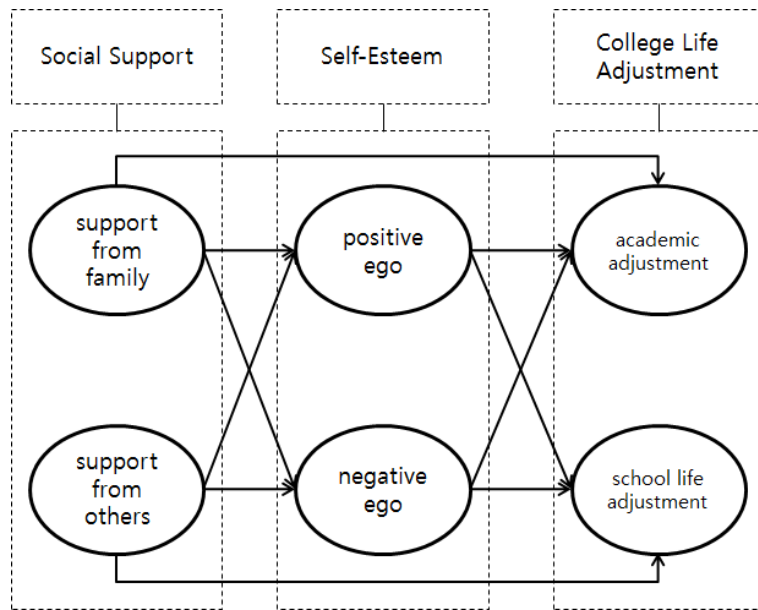 Social Support
Self-Esteem
College Life
Adjustment
support
from
family
positive
ego
academic
adjustment
support
from
others
negative
ego
school life
adjustment